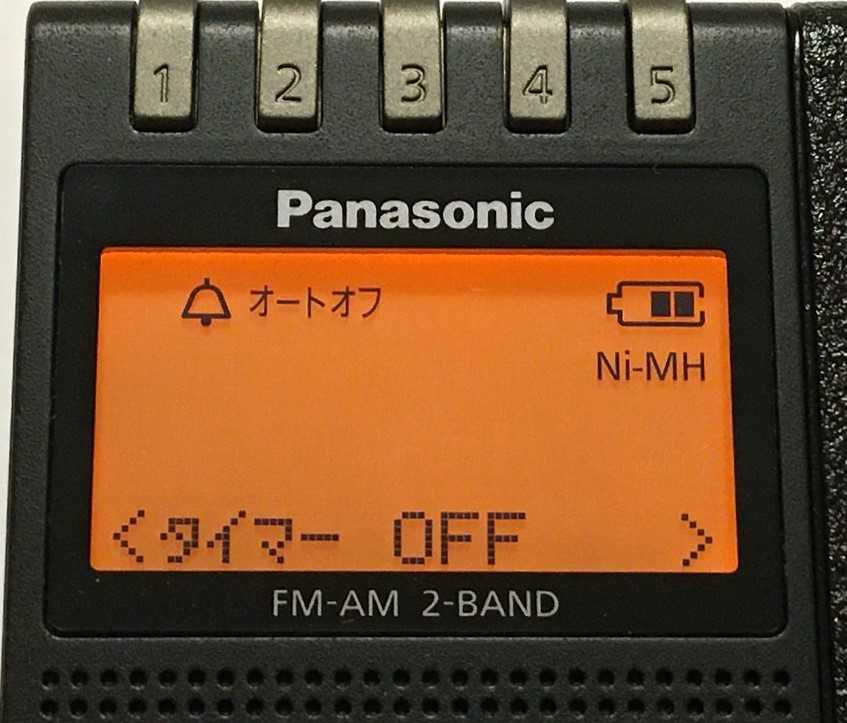 1 2 3 4 5
Panasonic
オートオフ
Ni-MH
<タイマー OFF >
FM-AM 2-BAND